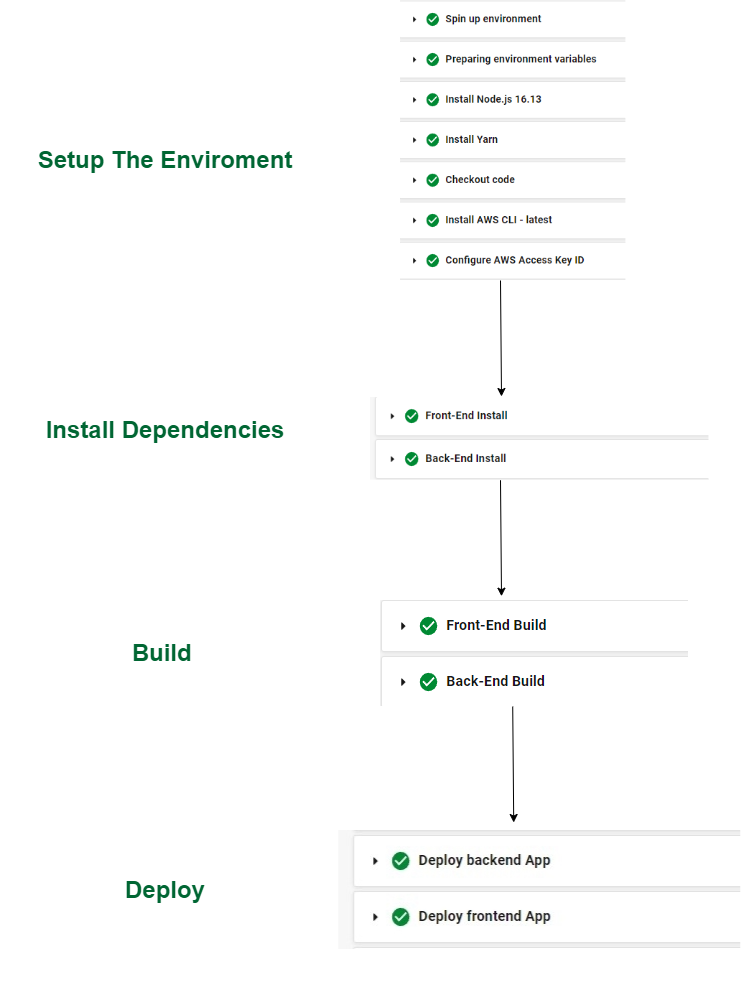 Setup The Enviroment
Spin up environment
Preparing environment variables
Install Node.js 16.13
Install Yarn
Checkout code
Install AWS CLI - latest
Configure AWS Access Key ID
Install Dependencies
Front-End Install
Back-End Install
Build
Front-End Build
Back-End Build
Deploy
Deploy backend App
Deploy frontend App